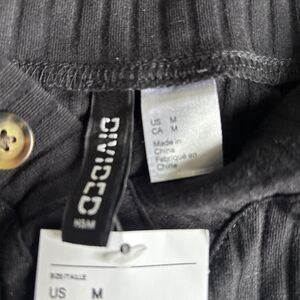 DIVIDED
H&M
US M
CA M
Made in
China
Fabriqué en
Chine
SIZE/TAILLE
US M